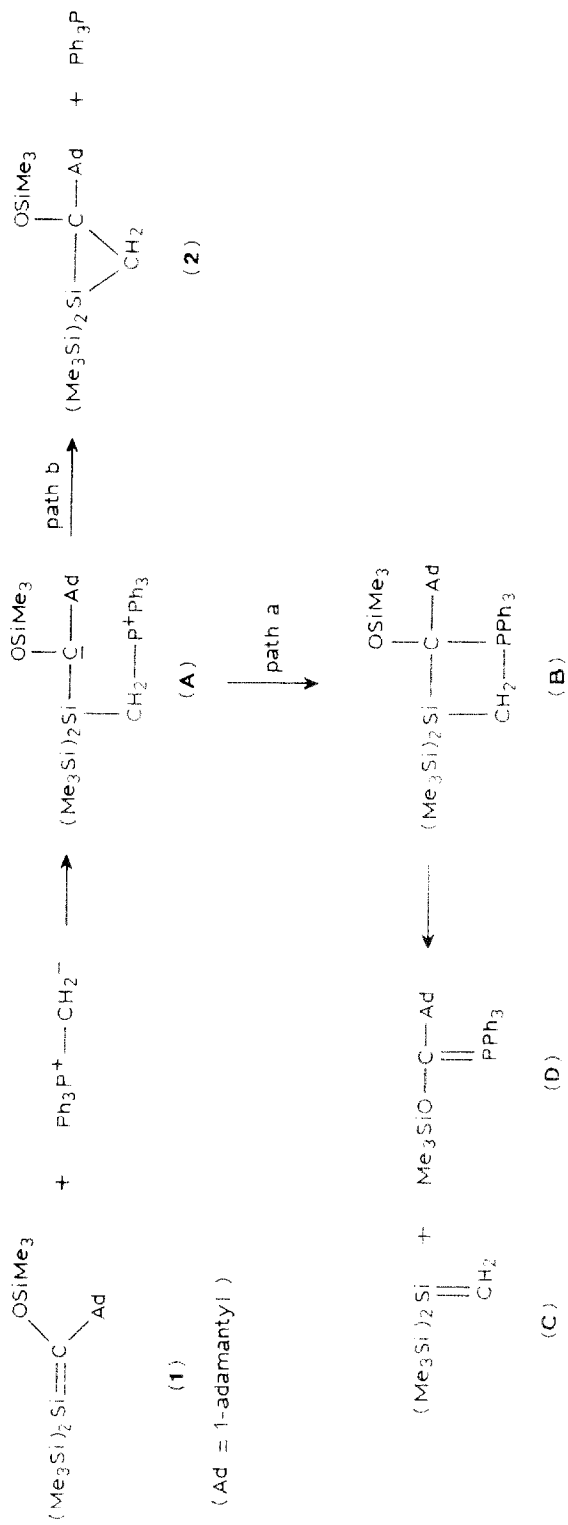 OSiMe3
(Me3Si)2Si=C
Ad
(1)
(Ad = 1-adamantyl)
+
Ph3P+—CH2−
OSiMe3
(Me3Si)2Si—C—Ad
CH2—P+Ph3
(A)
path b
OSiMe3
(Me3Si)2Si—C—Ad
CH2
(2)
+ Ph3P
path a
OSiMe3
(Me3Si)2Si—C—Ad
CH2—PPh3
(B)
(Me3Si)2Si
CH2
(C)
+
Me3SiO—C—Ad
PPh3
(D)